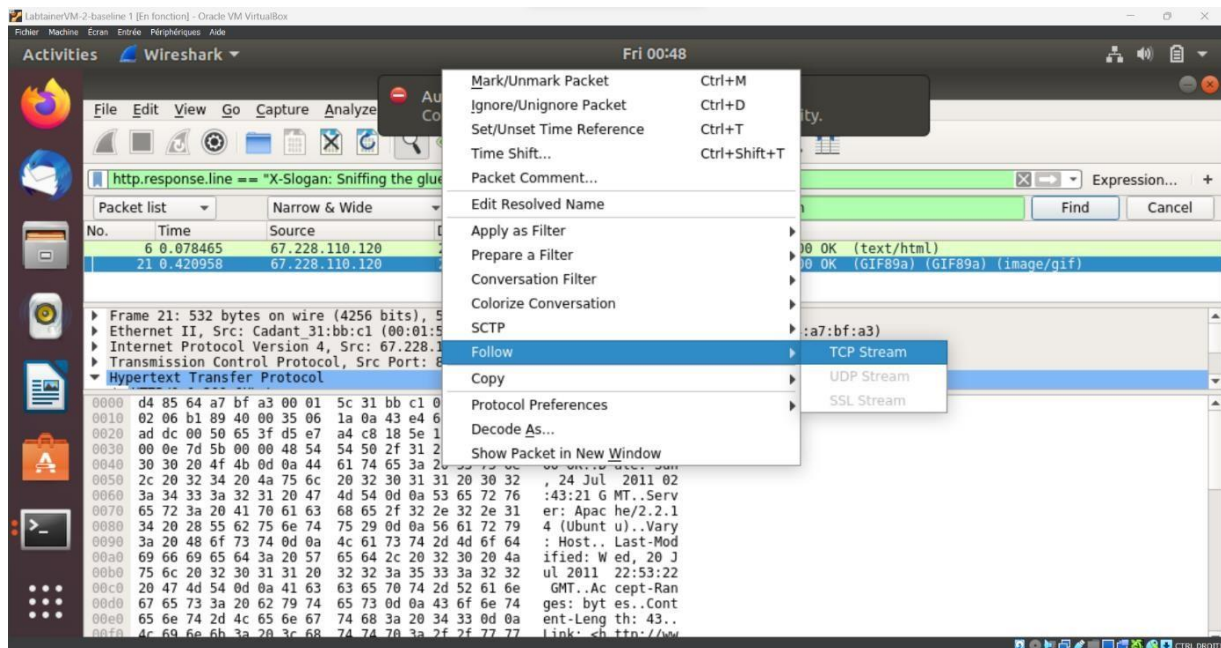 LabtainerVM-2-baseline 1 [En fonction] - Oracle VM VirtualBox
Fichier Machine Écran Entrée Périphériques Aide
Activities Wireshark Fri 00:48
File Edit View Go Capture Analyze
http.response.line == "X-Slogan: Sniffing the glue
Expression... +
Packet list Narrow & Wide Find Cancel
No. Time Source
6 0.078465 67.228.110.120 00 OK (text/html)
21 0.420958 67.228.110.120 00 OK (GIF89a) (GIF89a) (image/gif)
Mark/Unmark Packet Ctrl+M
Ignore/Unignore Packet Ctrl+D
Set/Unset Time Reference Ctrl+T
Time Shift... Ctrl+Shift+T
Packet Comment...
Edit Resolved Name
Apply as Filter
Prepare a Filter
Conversation Filter
Colorize Conversation
SCTP
Follow
Copy
Protocol Preferences
Decode As...
Show Packet in New Window
TCP Stream
UDP Stream
SSL Stream
Frame 21: 532 bytes on wire (4256 bits), 5
Ethernet II, Src: Cadant_31:bb:c1 (00:01:5 :a7:bf:a3)
Internet Protocol Version 4, Src: 67.228.1
Transmission Control Protocol, Src Port: 8
Hypertext Transfer Protocol
0000 d4 85 64 a7 bf a3 00 01 5c 31 bb c1 0
0010 02 06 b1 89 40 00 35 06 1a 0a 43 e4 6
0020 ad dc 00 50 65 3f d5 e7 a4 c8 18 5e 1
0030 00 0e 7d 5b 00 00 48 54 54 50 2f 31 2
0040 30 30 20 4f 4b 0d 0a 44 61 74 65 3a
0050 2c 20 32 34 20 4a 75 6c 20 32 30 31 31 20 30 32 , 24 Jul 2011 02
0060 3a 34 33 3a 32 31 20 47 4d 54 0d 0a 53 65 72 76 :43:21 G MT..Serv
0070 65 72 3a 20 41 70 61 63 68 65 2f 32 2e 32 2e 31 er: Apac he/2.2.1
0080 34 20 28 55 62 75 6e 74 75 29 0d 0a 56 61 72 79 4 (Ubunt u)..Vary
0090 3a 20 48 6f 73 74 0d 0a 4c 61 73 74 2d 4d 6f 64 : Host.. Last-Mod
00a0 69 66 69 65 64 3a 20 57 65 64 2c 20 32 30 20 4a ified: W ed, 20 J
00b0 75 6c 20 32 30 31 31 20 32 32 3a 35 33 3a 32 32 ul 2011 22:53:22
00c0 20 47 4d 54 0d 0a 41 63 63 65 70 74 2d 52 61 6e GMT..Ac cept-Ran
00d0 67 65 73 3a 20 62 79 74 65 73 0d 0a 43 6f 6e 74 ges: byt es..Cont
00e0 65 6e 74 2d 4c 65 6e 67 74 68 3a 20 34 33 0d 0a ent-Leng th: 43..
00f0 4c 69 6e 6b 3a 20 3c 68 74 74 70 3a 2f 2f 77 77 Link: <h ttp://ww
CTRL DROIT